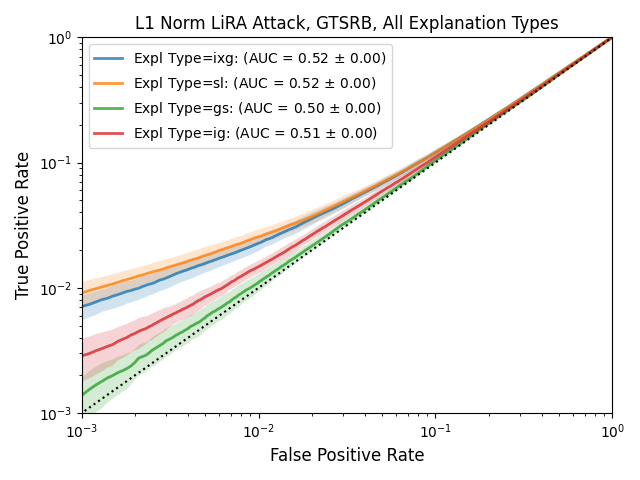 L1 Norm LiRA Attack, GTSRB, All Explanation Types
10^0
Expl Type=ixg: (AUC = 0.52 ± 0.00)
Expl Type=sl: (AUC = 0.52 ± 0.00)
Expl Type=gs: (AUC = 0.50 ± 0.00)
Expl Type=ig: (AUC = 0.51 ± 0.00)
10^-1
True Positive Rate
10^-2
10^-3
10^-3 10^-2 10^-1 10^0
False Positive Rate